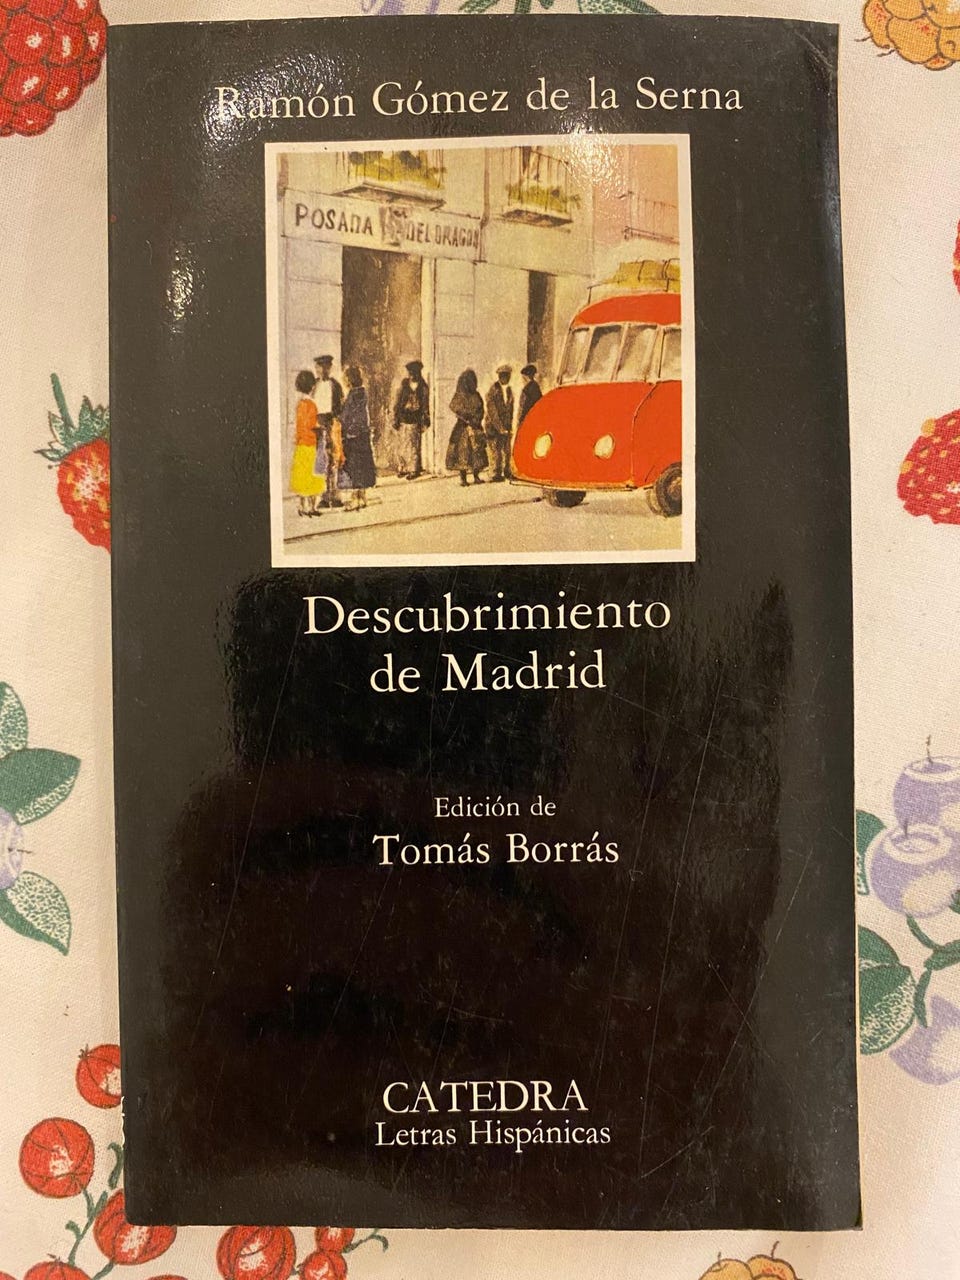 Ramón Gómez de la Serna
POSADA DEL DRAGON
Descubrimiento
de Madrid
Edición de
Tomás Borrás
CATEDRA
Letras Hispánicas